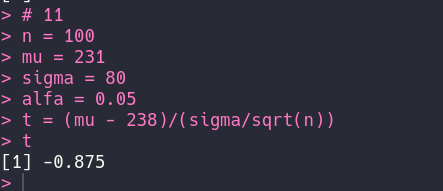 > # 11
> n = 100
> mu = 231
> sigma = 80
> alfa = 0.05
> t = (mu - 238)/(sigma/sqrt(n))
> t
[1] -0.875
>